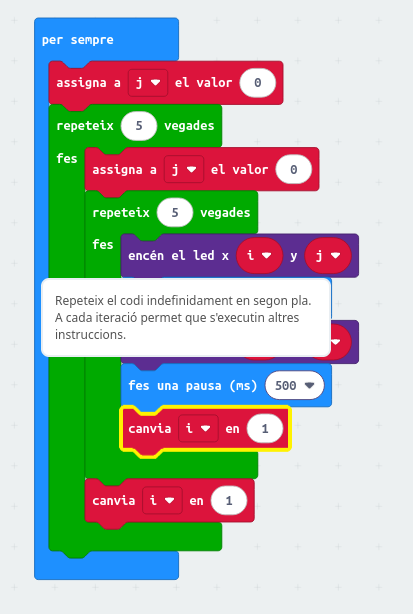 per sempre
assigna a j el valor 0
repeteix 5 vegades
fes
assigna a j el valor 0
repeteix 5 vegades
fes
encén el led x i y j
Repeteix el codi indefinidament en segon pla.
A cada iteració permet que s'executin altres
instruccions.
fes una pausa (ms) 500
canvia i en 1
canvia i en 1